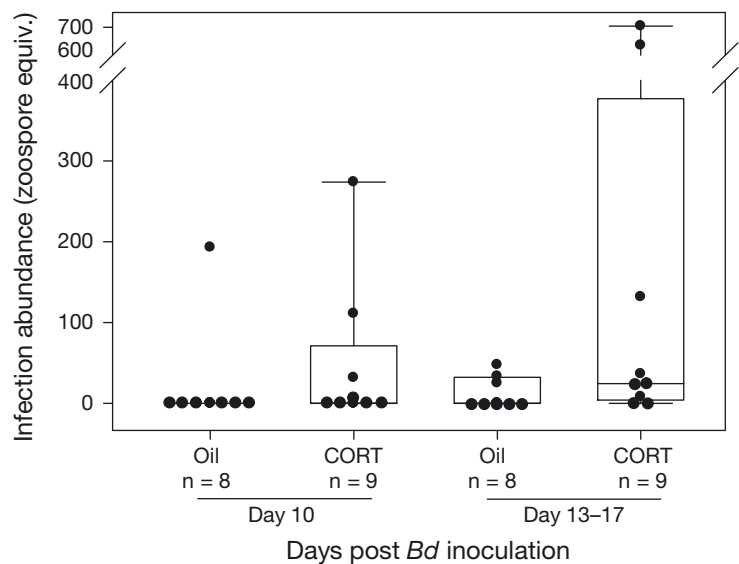 Infection abundance (zoospore equiv.)
700
600
400
300
200
100
0
Oil CORT Oil CORT
n = 8 n = 9 n = 8 n = 9
Day 10 Day 13–17
Days post Bd inoculation